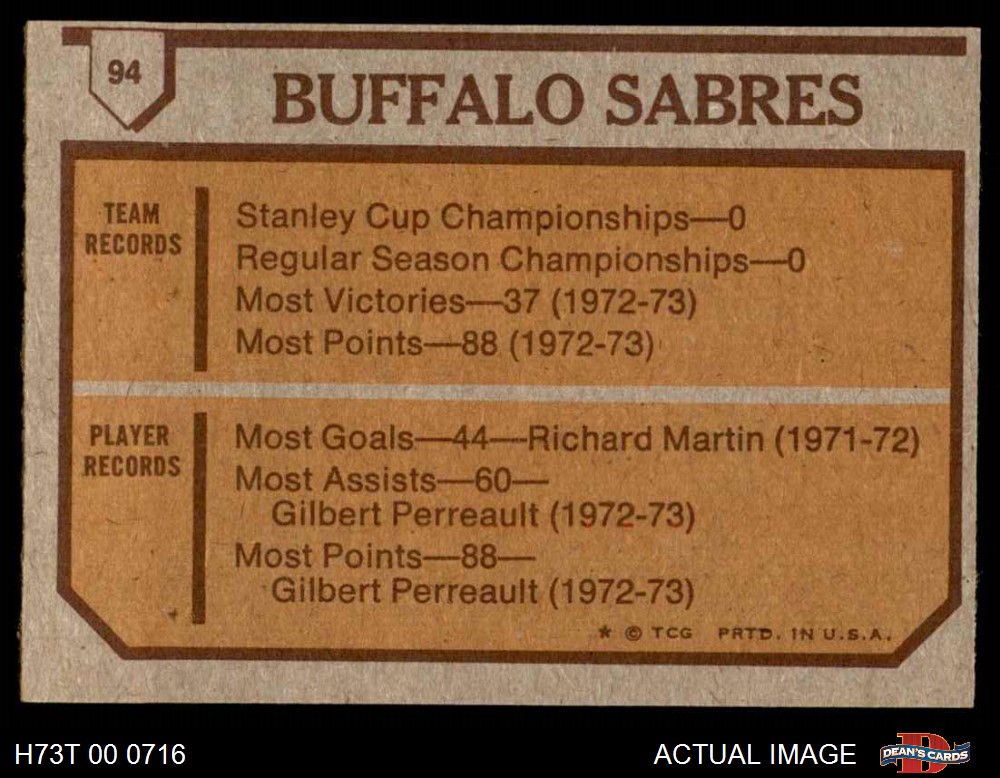 94
BUFFALO SABRES
TEAM
RECORDS
Stanley Cup Championships—0
Regular Season Championships—0
Most Victories—37 (1972-73)
Most Points—88 (1972-73)
PLAYER
RECORDS
Most Goals—44—Richard Martin (1971-72)
Most Assists—60—
Gilbert Perreault (1972-73)
Most Points—88—
Gilbert Perreault (1972-73)
* © TCG PRTD. IN U.S.A.
H73T 00 0716
ACTUAL IMAGE
D
DEAN'S CARDS